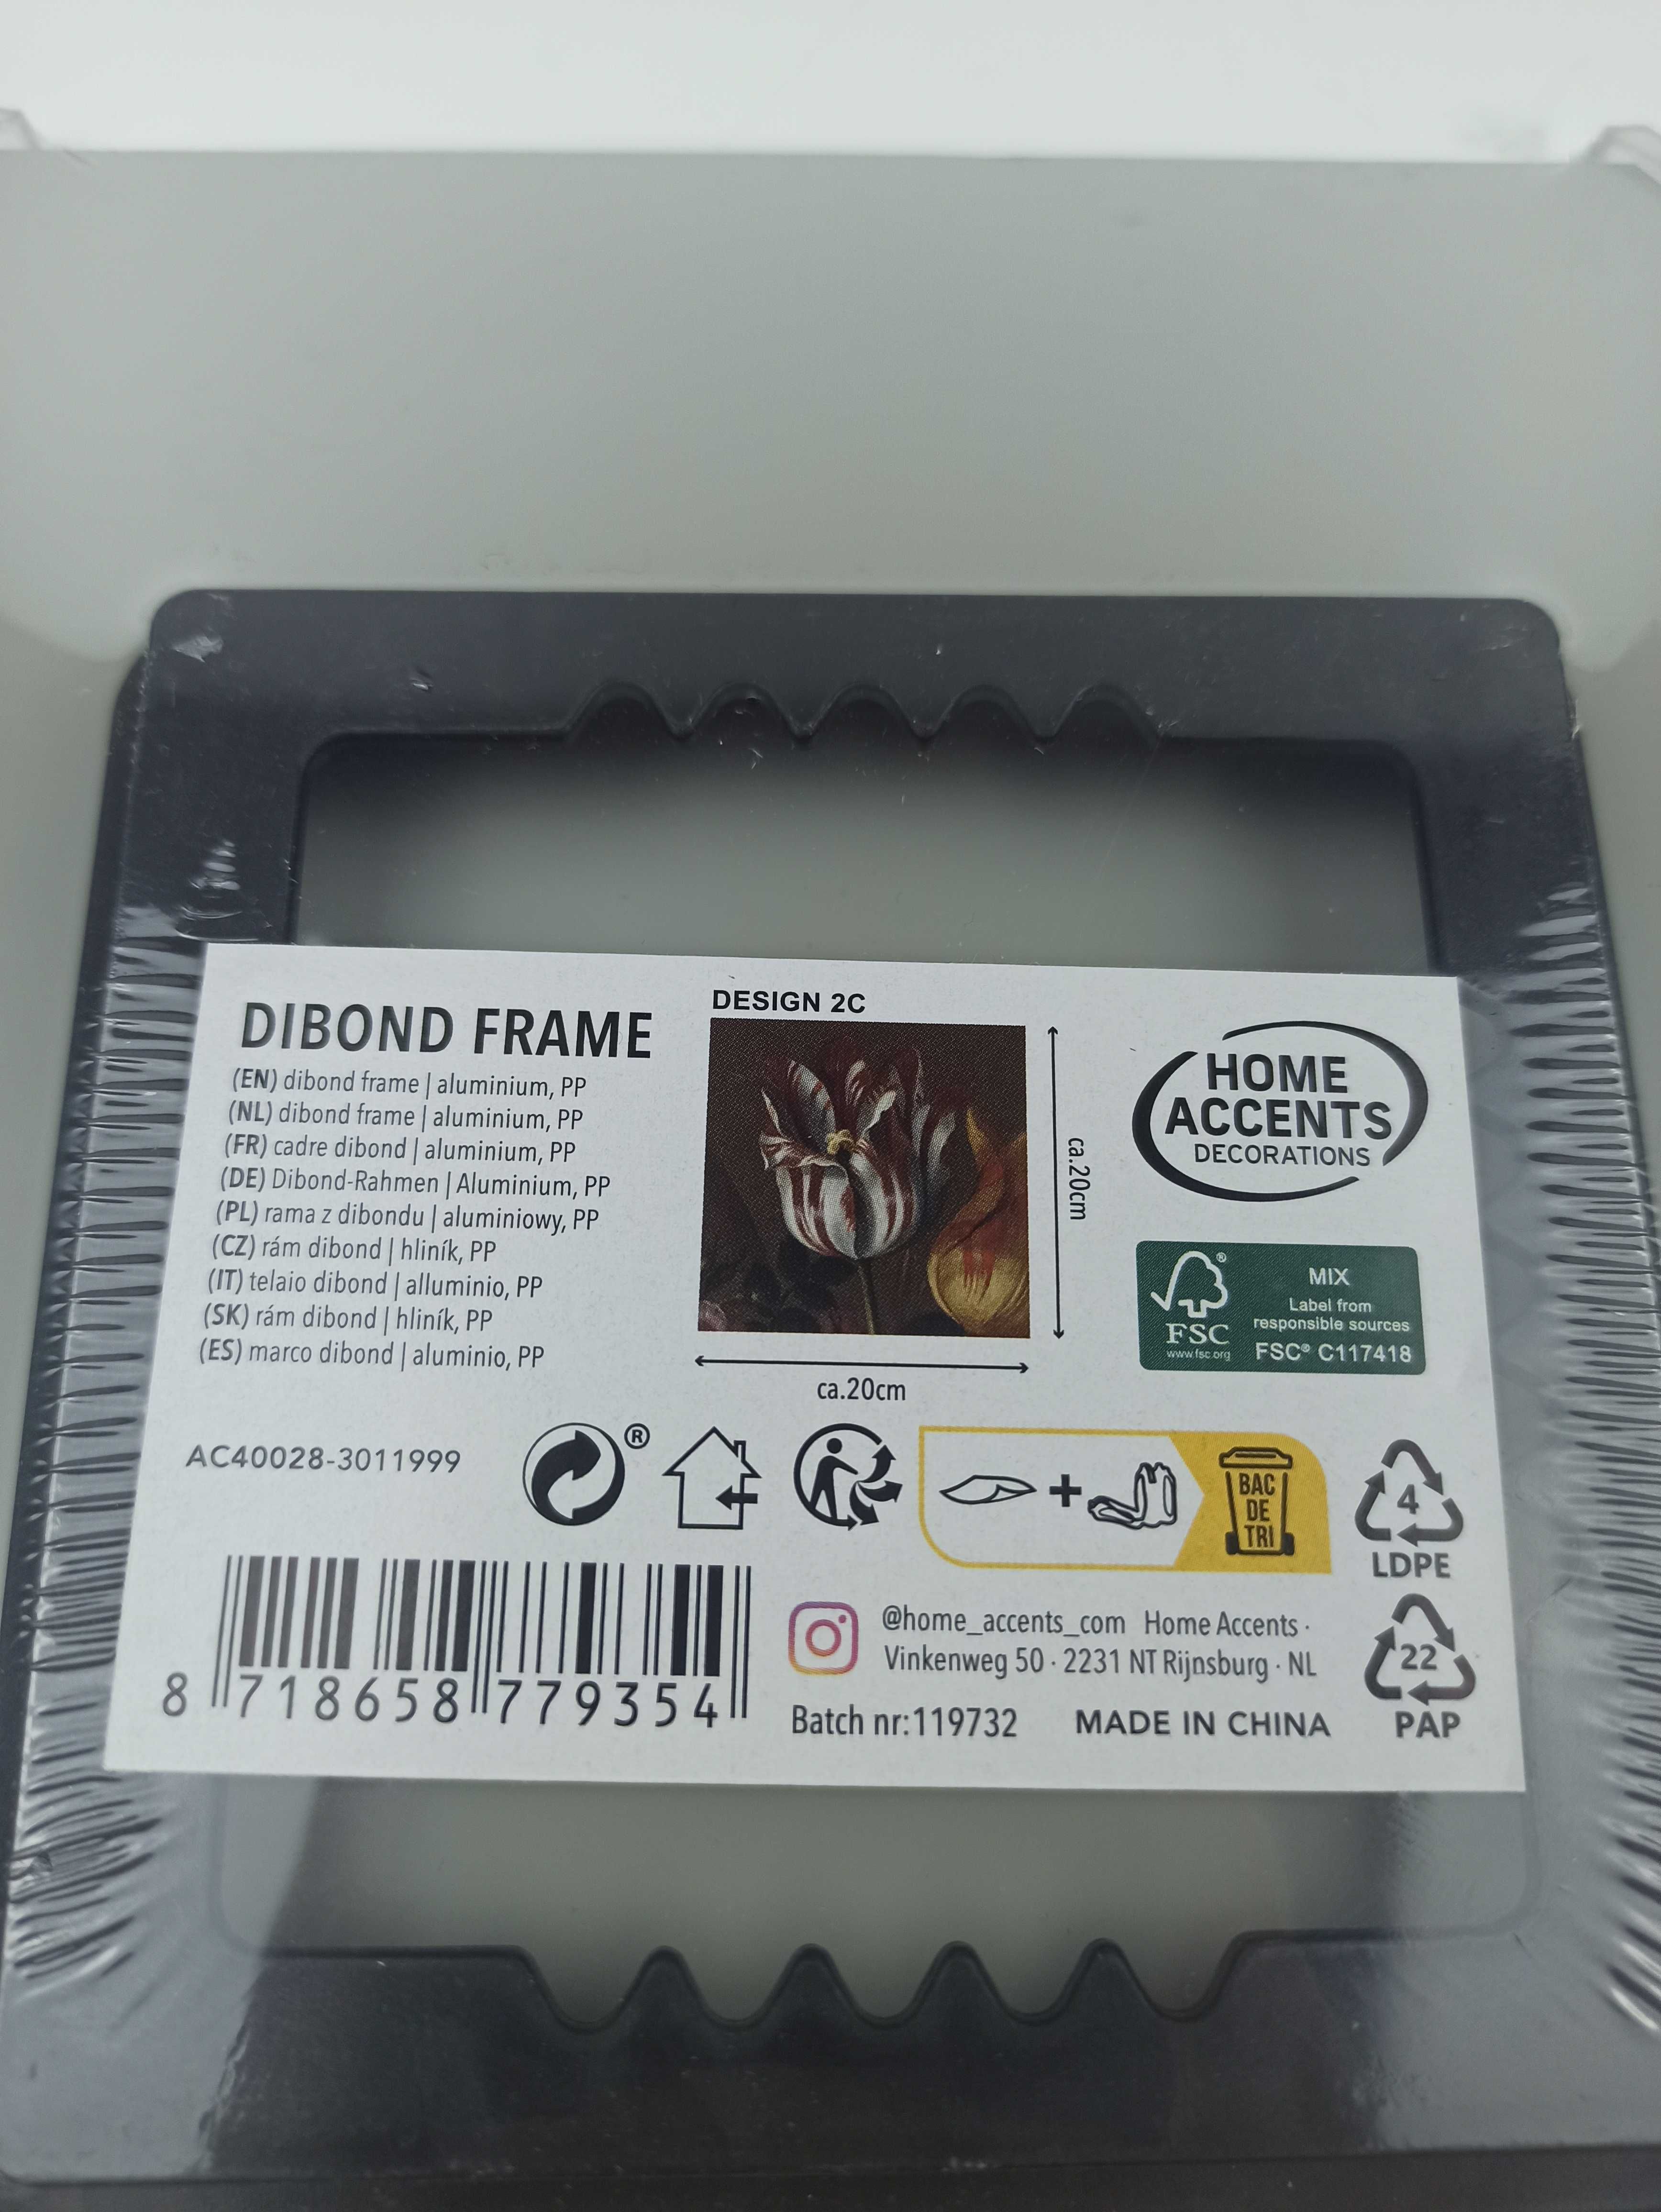 DIBOND FRAME
(EN) dibond frame | aluminium, PP
(NL) dibond frame | aluminium, PP
(FR) cadre dibond | aluminium, PP
(DE) Dibond-Rahmen | Aluminium, PP
(PL) rama z dibondu | aluminiowy, PP
(CZ) rám dibond | hliník, PP
(IT) telaio dibond | alluminio, PP
(SK) rám dibond | hliník, PP
(ES) marco dibond | aluminio, PP
DESIGN 2C
ca.20cm
ca.20cm
HOME
ACCENTS
DECORATIONS
FSC
®
www.fsc.org
MIX
Label from
responsible sources
FSC® C117418
AC40028-3011999
®
BAC
DE
TRI
4
LDPE
8 718658 779354
@home_accents_com Home Accents ·
Vinkenweg 50 · 2231 NT Rijnsburg · NL
Batch nr:119732 MADE IN CHINA
22
PAP